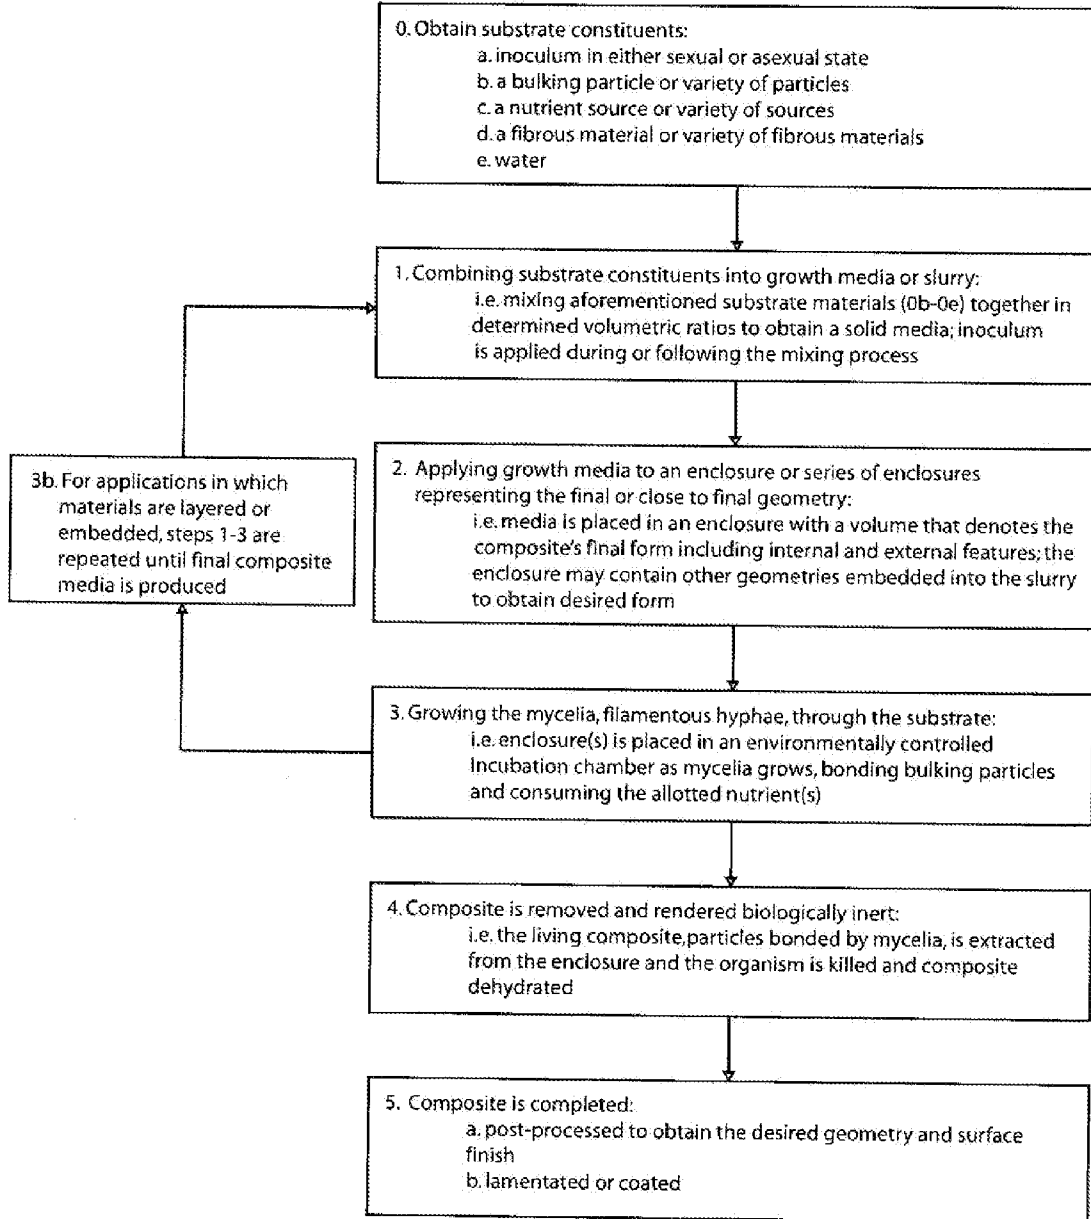 0. Obtain substrate constituents:
a. inoculum in either sexual or asexual state
b. a bulking particle or variety of particles
c. a nutrient source or variety of sources
d. a fibrous material or variety of fibrous materials
e. water
1. Combining substrate constituents into growth media or slurry:
i.e. mixing aforementioned substrate materials (0b-0e) together in
determined volumetric ratios to obtain a solid media; inoculum
is applied during or following the mixing process
2. Applying growth media to an enclosure or series of enclosures
representing the final or close to final geometry:
i.e. media is placed in an enclosure with a volume that denotes the
composite's final form including internal and external features; the
enclosure may contain other geometries embedded into the slurry
to obtain desired form
3b. For applications in which
materials are layered or
embedded, steps 1-3 are
repeated until final composite
media is produced
3. Growing the mycelia, filamentous hyphae, through the substrate:
i.e. enclosure(s) is placed in an environmentally controlled
Incubation chamber as mycelia grows, bonding bulking particles
and consuming the allotted nutrient(s)
4. Composite is removed and rendered biologically inert:
i.e. the living composite, particles bonded by mycelia, is extracted
from the enclosure and the organism is killed and composite
dehydrated
5. Composite is completed:
a. post-processed to obtain the desired geometry and surface
finish
b. lamentated or coated